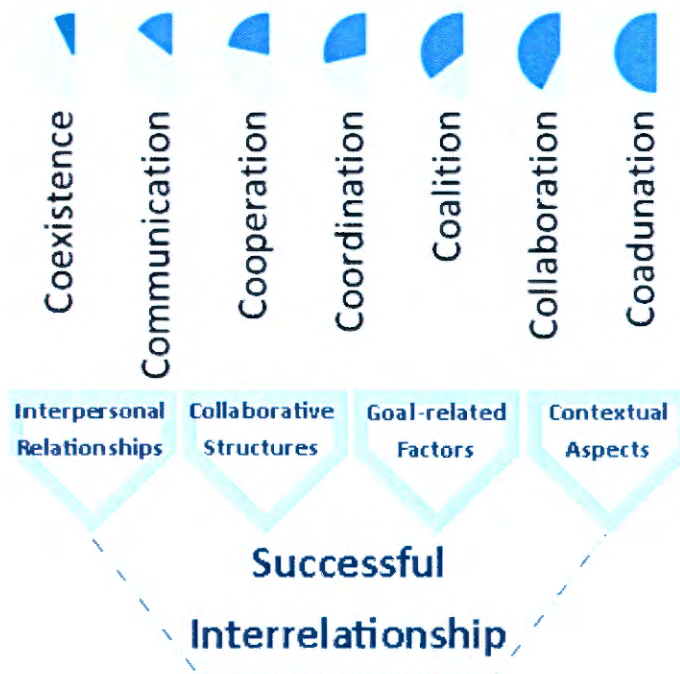 Coexistence
Communication
Cooperation
Coordination
Coalition
Collaboration
Coadunation
Interpersonal
Relationships
Collaborative
Structures
Goal-related
Factors
Contextual
Aspects
Successful
Interrelationship